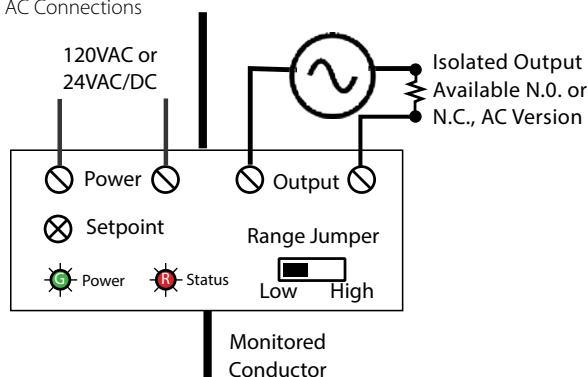 AC Connections
120VAC or
24VAC/DC
Isolated Output
Available N.0. or
N.C., AC Version
Power
Output
Setpoint
Range Jumper
G Power
R Status
Low High
Monitored
Conductor